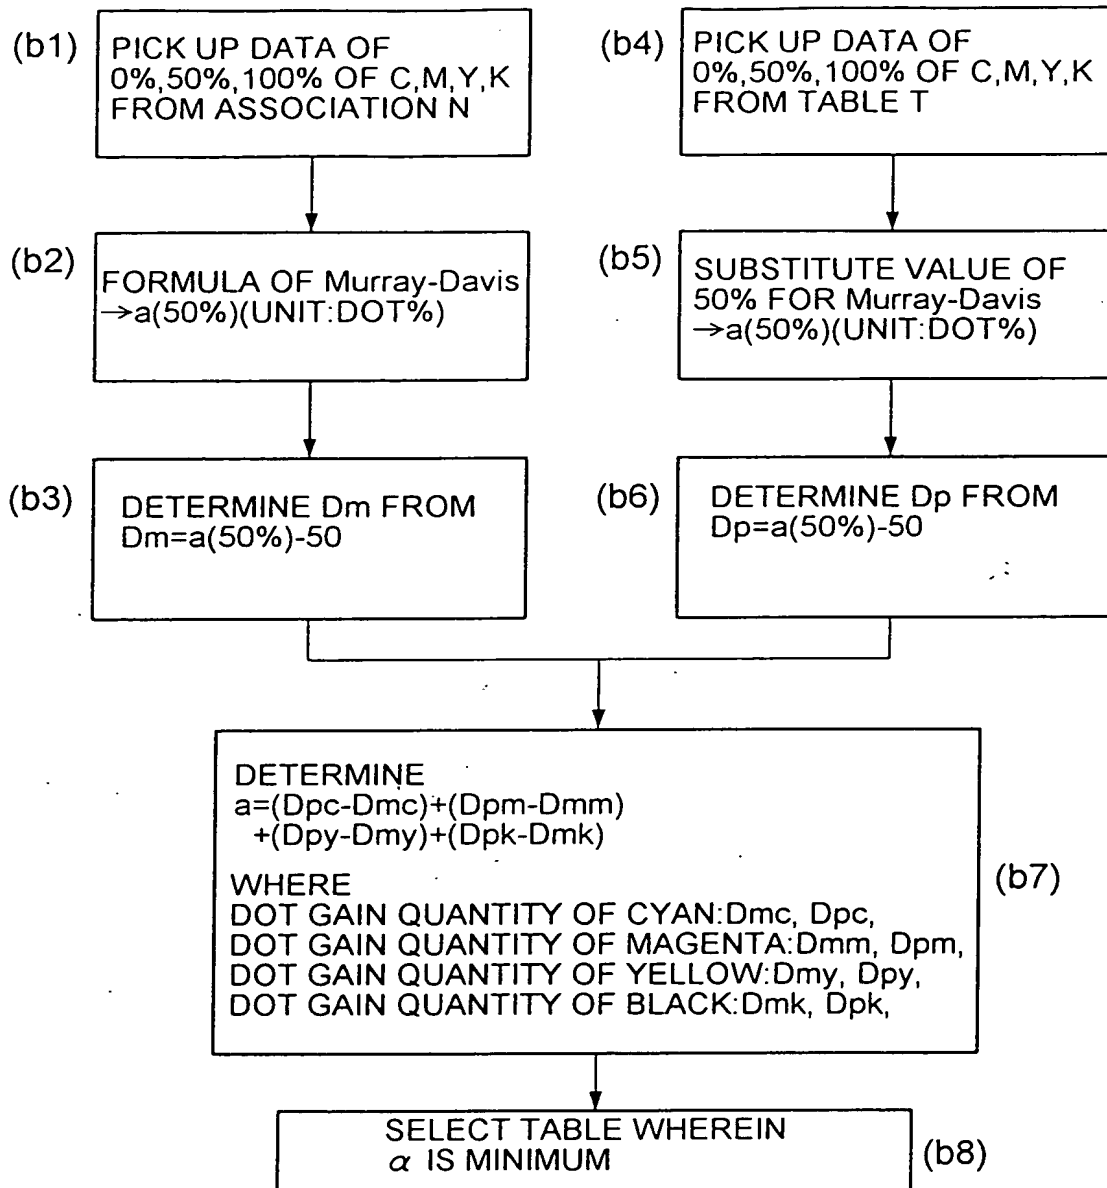 (b1)
PICK UP DATA OF
0%,50%,100% OF C,M,Y,K
FROM ASSOCIATION N
(b4)
PICK UP DATA OF
0%,50%,100% OF C,M,Y,K
FROM TABLE T
(b2)
FORMULA OF Murray-Davis
→a(50%)(UNIT:DOT%)
(b5)
SUBSTITUTE VALUE OF
50% FOR Murray-Davis
→a(50%)(UNIT:DOT%)
(b3)
DETERMINE Dm FROM
Dm=a(50%)-50
(b6)
DETERMINE Dp FROM
Dp=a(50%)-50
DETERMINE
a=(Dpc-Dmc)+(Dpm-Dmm)
+(Dpy-Dmy)+(Dpk-Dmk)
WHERE
DOT GAIN QUANTITY OF CYAN:Dmc, Dpc,
DOT GAIN QUANTITY OF MAGENTA:Dmm, Dpm,
DOT GAIN QUANTITY OF YELLOW:Dmy, Dpy,
DOT GAIN QUANTITY OF BLACK:Dmk, Dpk,
(b7)
SELECT TABLE WHEREIN
α IS MINIMUM
(b8)